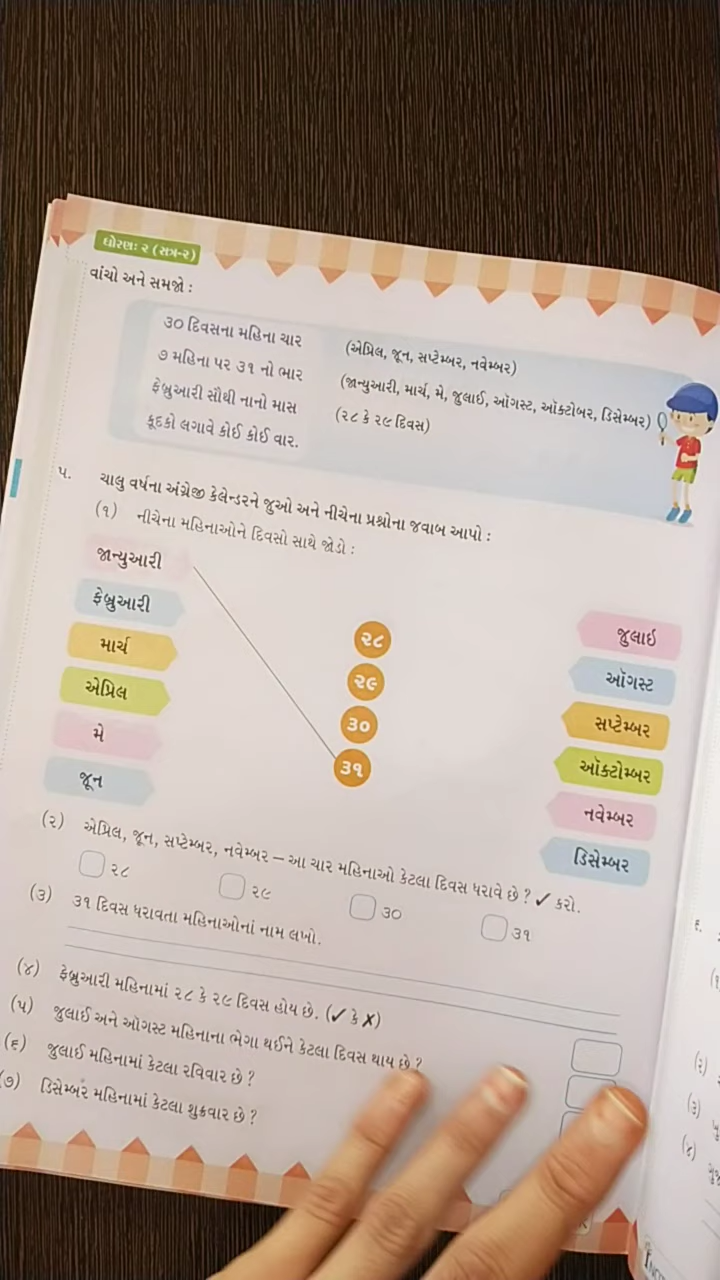 ધોરણ: ૨ (સત્ર-૨)
વાંચો અને સમજો :
૩૦ દિવસના મહિના ચાર (એપ્રિલ, જૂન, સપ્ટેમ્બર, નવેમ્બર)
૭ મહિના પર ૩૧ નો ભાર (જાન્યુઆરી, માર્ચ, મે, જુલાઈ, ઑગસ્ટ, ઑક્ટોબર, ડિસેમ્બર)
ફેબ્રુઆરી સૌથી નાનો માસ (૨૮ કે ૨૯ દિવસ)
કૂદકો લગાવે કોઈ કોઈ વાર.
૫. ચાલુ વર્ષના અંગ્રેજી કેલેન્ડરને જુઓ અને નીચેના પ્રશ્નોના જવાબ આપો :
(૧) નીચેના મહિનાઓને દિવસો સાથે જોડો :
જાન્યુઆરી
ફેબ્રુઆરી ૨૮ જુલાઈ
માર્ચ ૨૯ ઑગસ્ટ
એપ્રિલ ૩૦ સપ્ટેમ્બર
મે ૩૧ ઑક્ટોમ્બર
જૂન નવેમ્બર
ડિસેમ્બર
(૨) એપ્રિલ, જૂન, સપ્ટેમ્બર, નવેમ્બર – આ ચાર મહિનાઓ કેટલા દિવસ ધરાવે છે ? ✓ કરો.
૨૮ ૨૯ ૩૦ ૩૧
(૩) ૩૧ દિવસ ધરાવતા મહિનાઓનાં નામ લખો.
(૪) ફેબ્રુઆરી મહિનામાં ૨૮ કે ૨૯ દિવસ હોય છે. (✓ કે ✗)
(૫) જુલાઈ અને ઑગસ્ટ મહિનાના ભેગા થઈને કેટલા દિવસ થાય છે ?
(૬) જુલાઈ મહિનામાં કેટલા રવિવાર છે ?
(૭) ડિસેમ્બર મહિનામાં કેટલા શુક્રવાર છે ?
૬.
(૨)
(૩)
(૪)